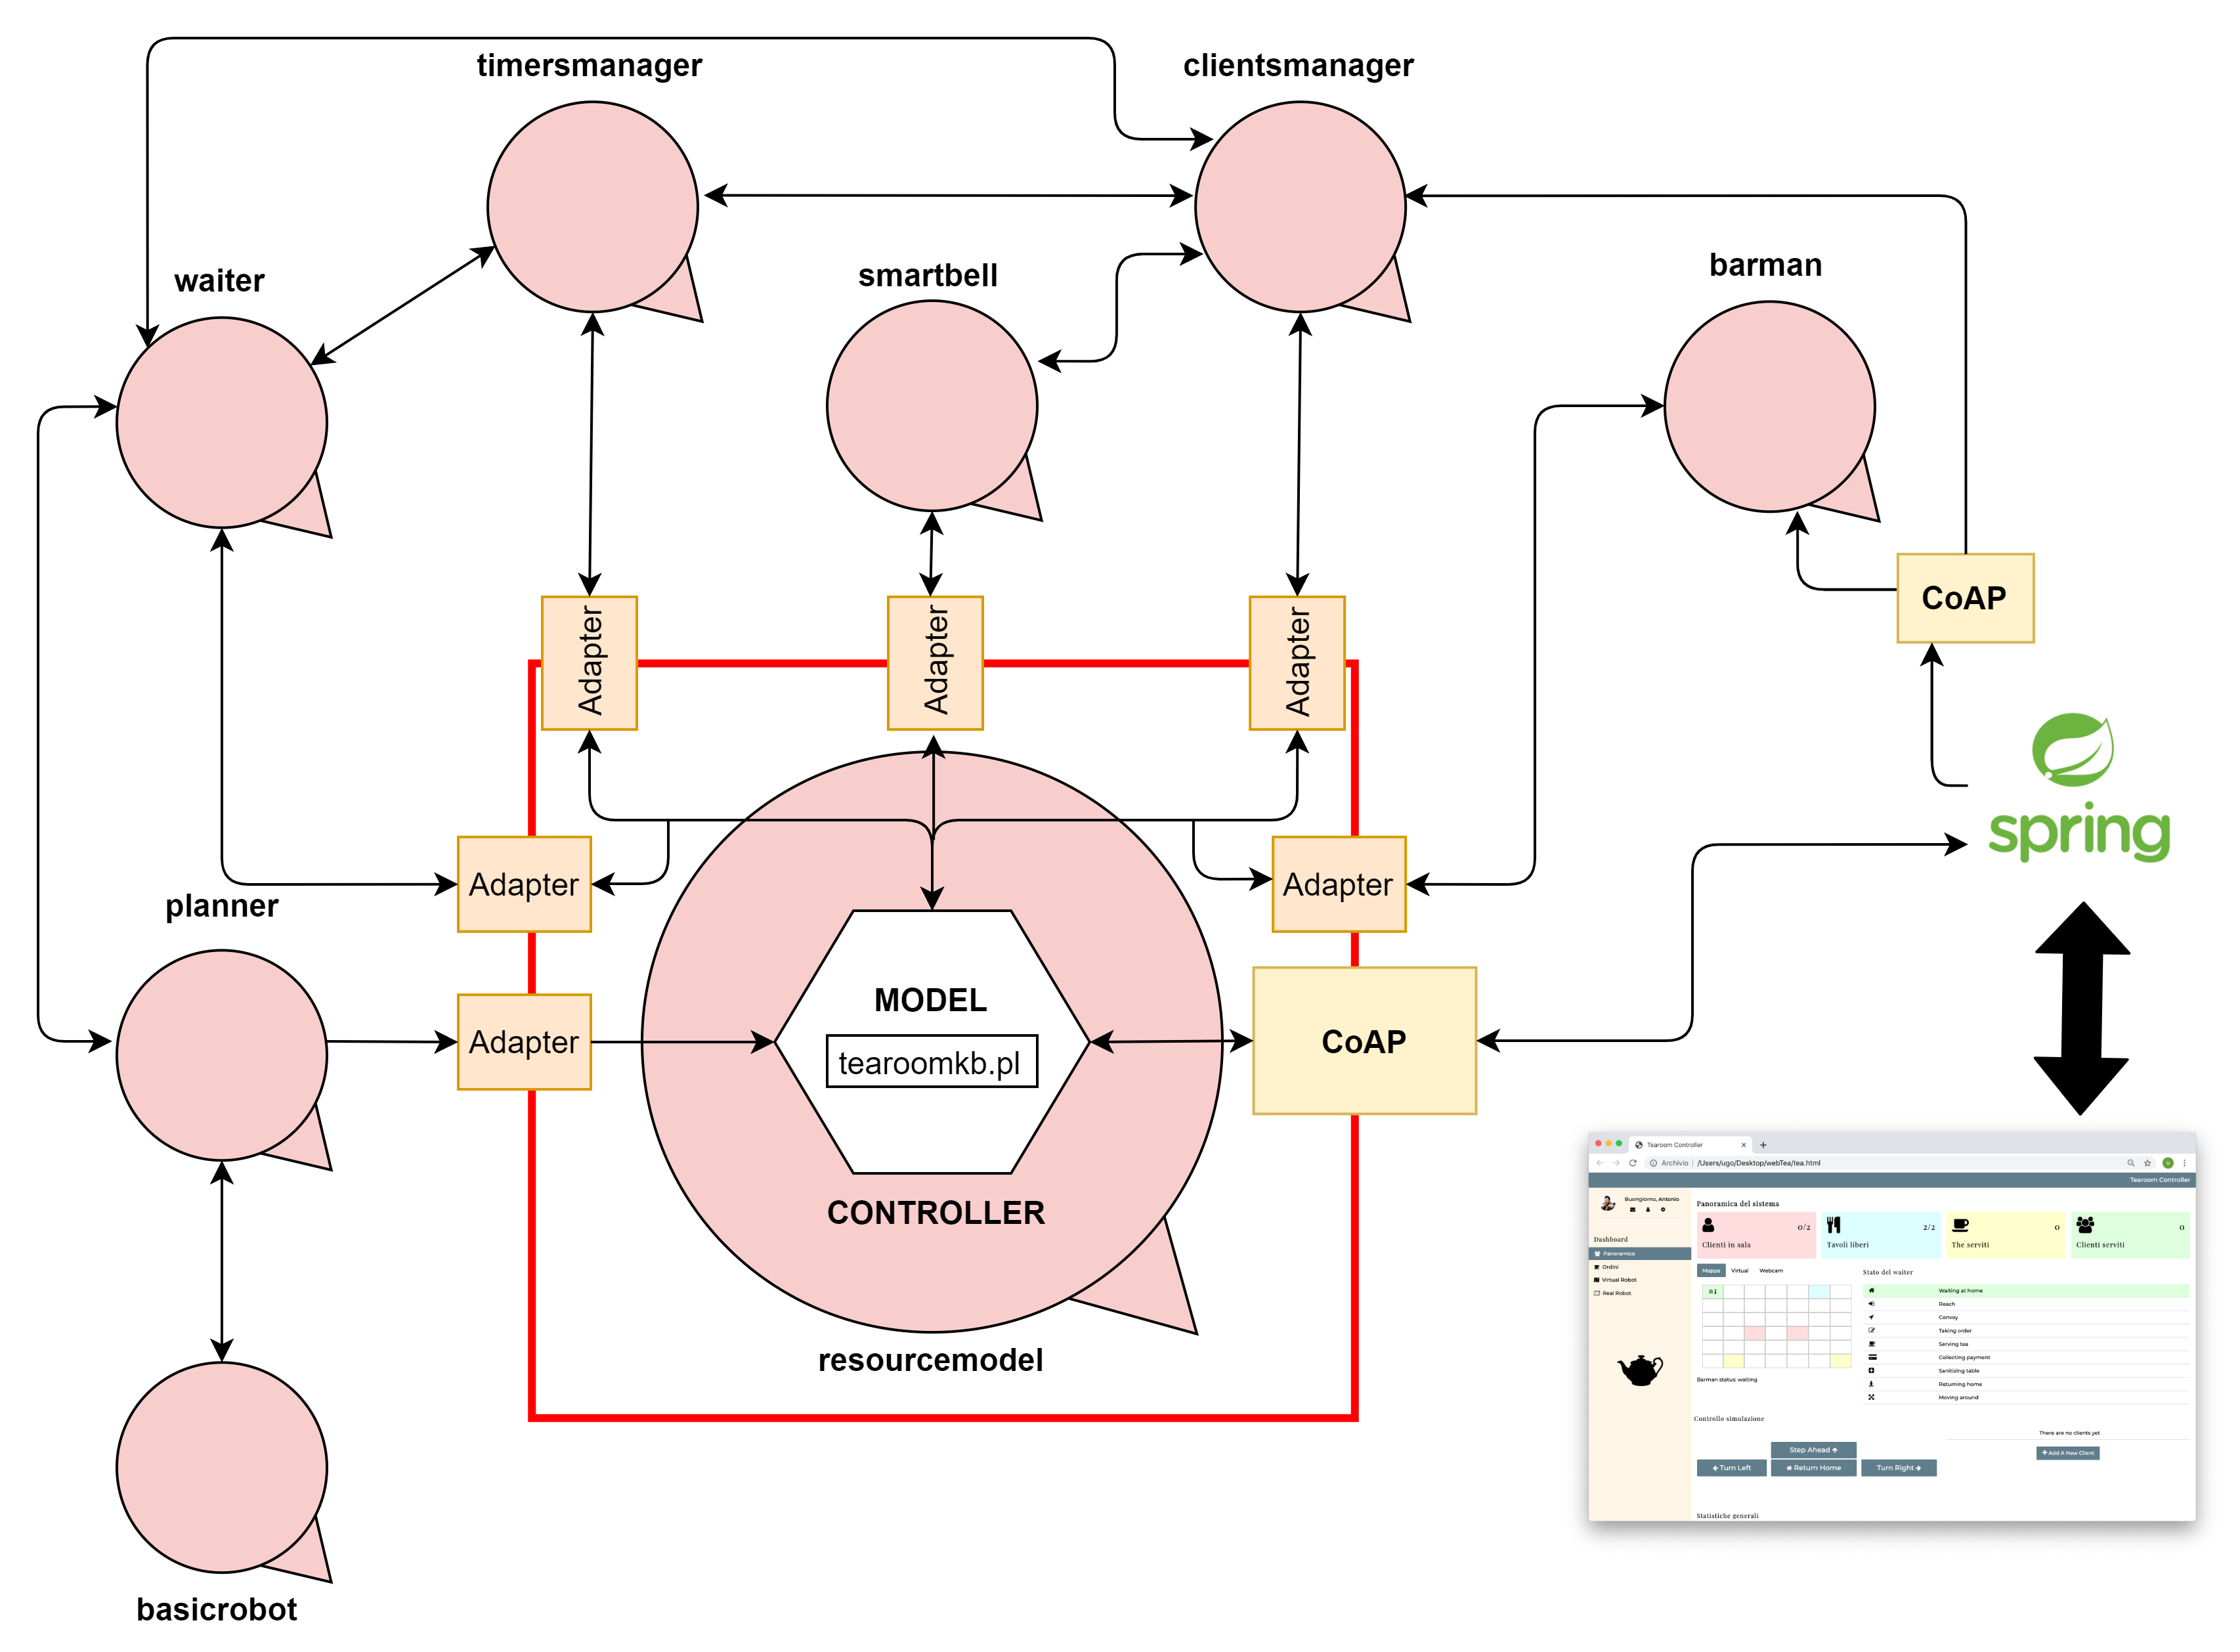 timersmanager
clientsmanager
waiter
smartbell
barman
Adapter
Adapter
Adapter
CoAP
spring
Adapter
Adapter
planner
Adapter
MODEL
tearoomkb.pl
CoAP
CONTROLLER
resourcemodel
basicrobot
Tearoom Controller
Archivio
/Users/ugo/Desktop/webTea/tea.html
Tearoom Controller
Buongiorno, Antonio
Dashboard
Panoramica
Ordini
Virtual Robot
Real Robot
Panoramica del sistema
0/2
Clienti in sala
2/2
Tavoli liberi
0
The serviti
0
Clienti serviti
Mappa
Virtual
Webcam
R↓
Barman status: waiting
Stato del waiter
Waiting at home
Reach
Convoy
Taking order
Serving tea
Collecting payment
Sanitizing table
Returning home
Moving around
Controllo simulazione
Step Ahead ↑
← Turn Left
Return Home
Turn Right →
There are no clients yet
+ Add A New Client
Statistiche generali